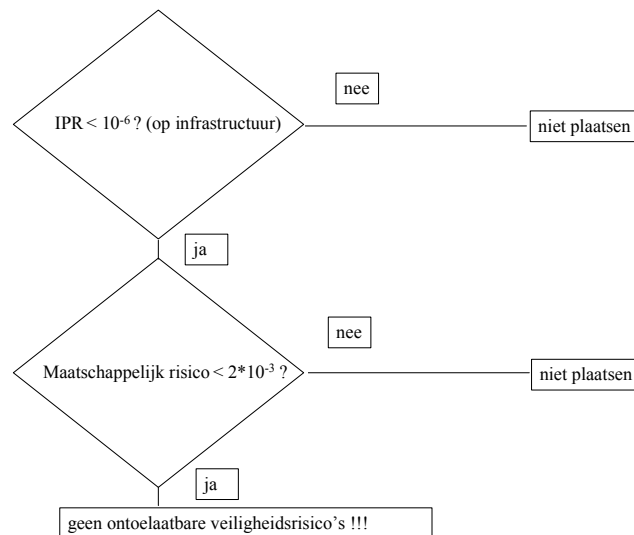 nee
IPR < 10⁻⁶ ? (op infrastructuur)
niet plaatsen
ja
nee
Maatschappelijk risico < 2*10⁻³ ?
niet plaatsen
ja
geen ontoelaatbare veiligheidsrisico’s !!!